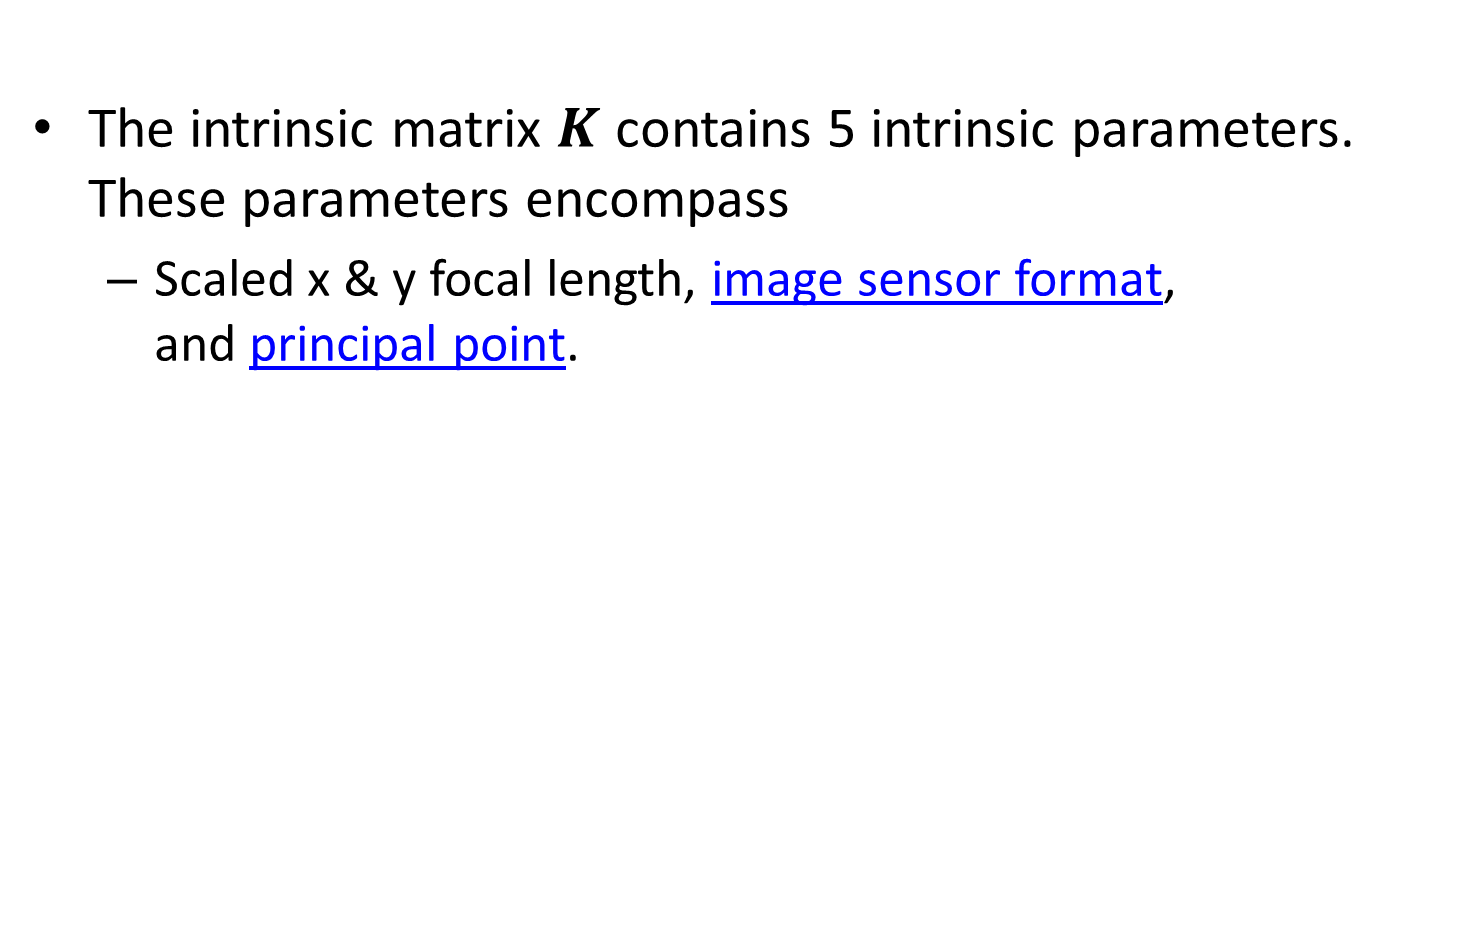 • The intrinsic matrix K contains 5 intrinsic parameters.
These parameters encompass
– Scaled x & y focal length, image sensor format,
and principal point.